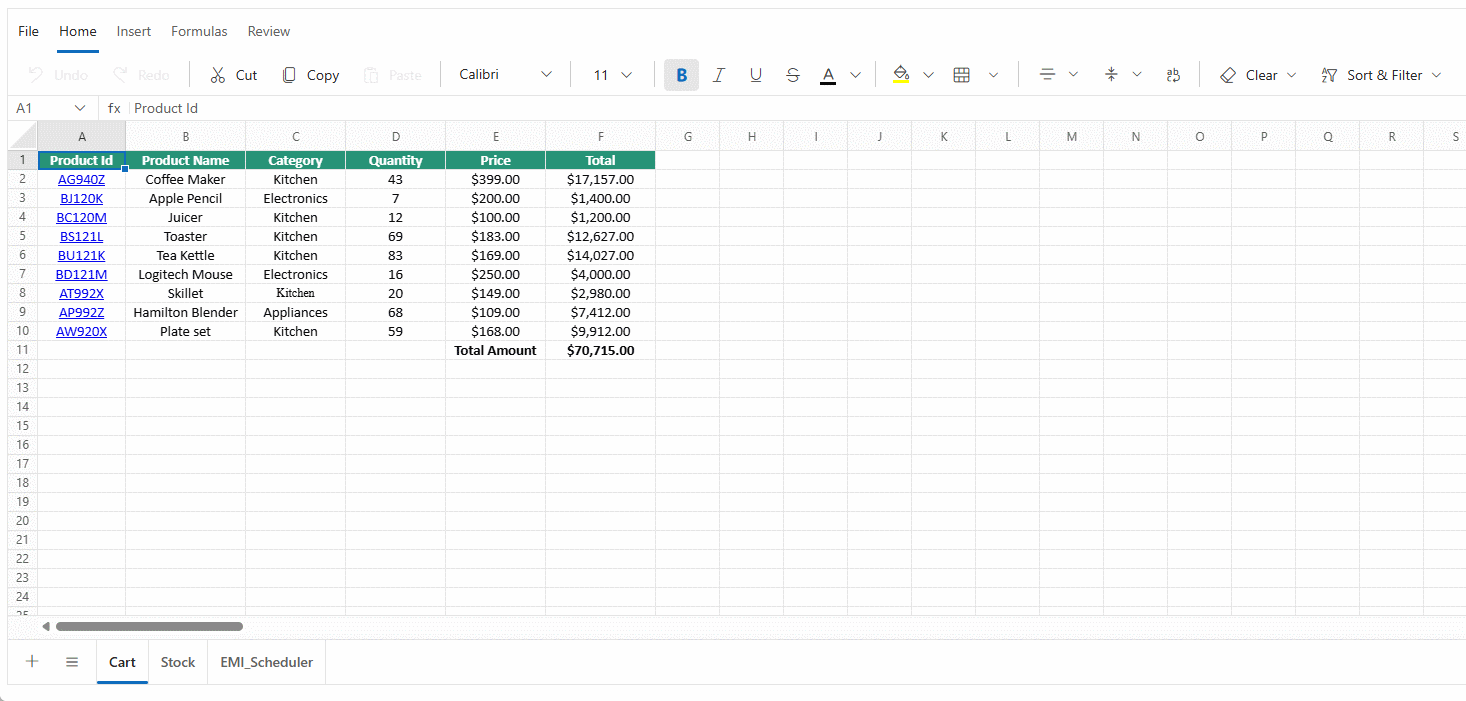 File Home Insert Formulas Review
Undo Redo Cut Copy Paste Calibri 11 B I U S A ab Clear Sort & Filter
A1 fx Product Id
A B C D E F G H I J K L M N O P Q R S
1 Product Id Product Name Category Quantity Price Total
2 AG940Z Coffee Maker Kitchen 43 $399.00 $17,157.00
3 BJ120K Apple Pencil Electronics 7 $200.00 $1,400.00
4 BC120M Juicer Kitchen 12 $100.00 $1,200.00
5 BS121L Toaster Kitchen 69 $183.00 $12,627.00
6 BU121K Tea Kettle Kitchen 83 $169.00 $14,027.00
7 BD121M Logitech Mouse Electronics 16 $250.00 $4,000.00
8 AT992X Skillet Kitchen 20 $149.00 $2,980.00
9 AP992Z Hamilton Blender Appliances 68 $109.00 $7,412.00
10 AW920X Plate set Kitchen 59 $168.00 $9,912.00
11 Total Amount $70,715.00
12
13
14
15
16
17
18
19
20
21
22
23
24
25
Cart Stock EMI_Scheduler